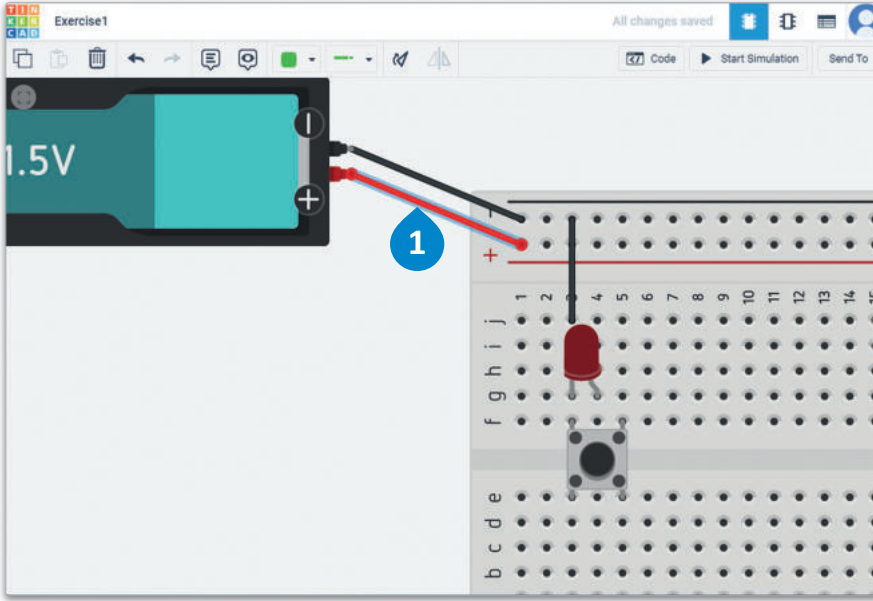 TIN
KER
CAD
Exercise1
All changes saved
Code
Start Simulation
Send To
1.5V
−
+
1
−
+
1 2 3 4 5 6 7 8 9 10 11 12 13 14 15
j
i
h
g
f
e
d
c
b